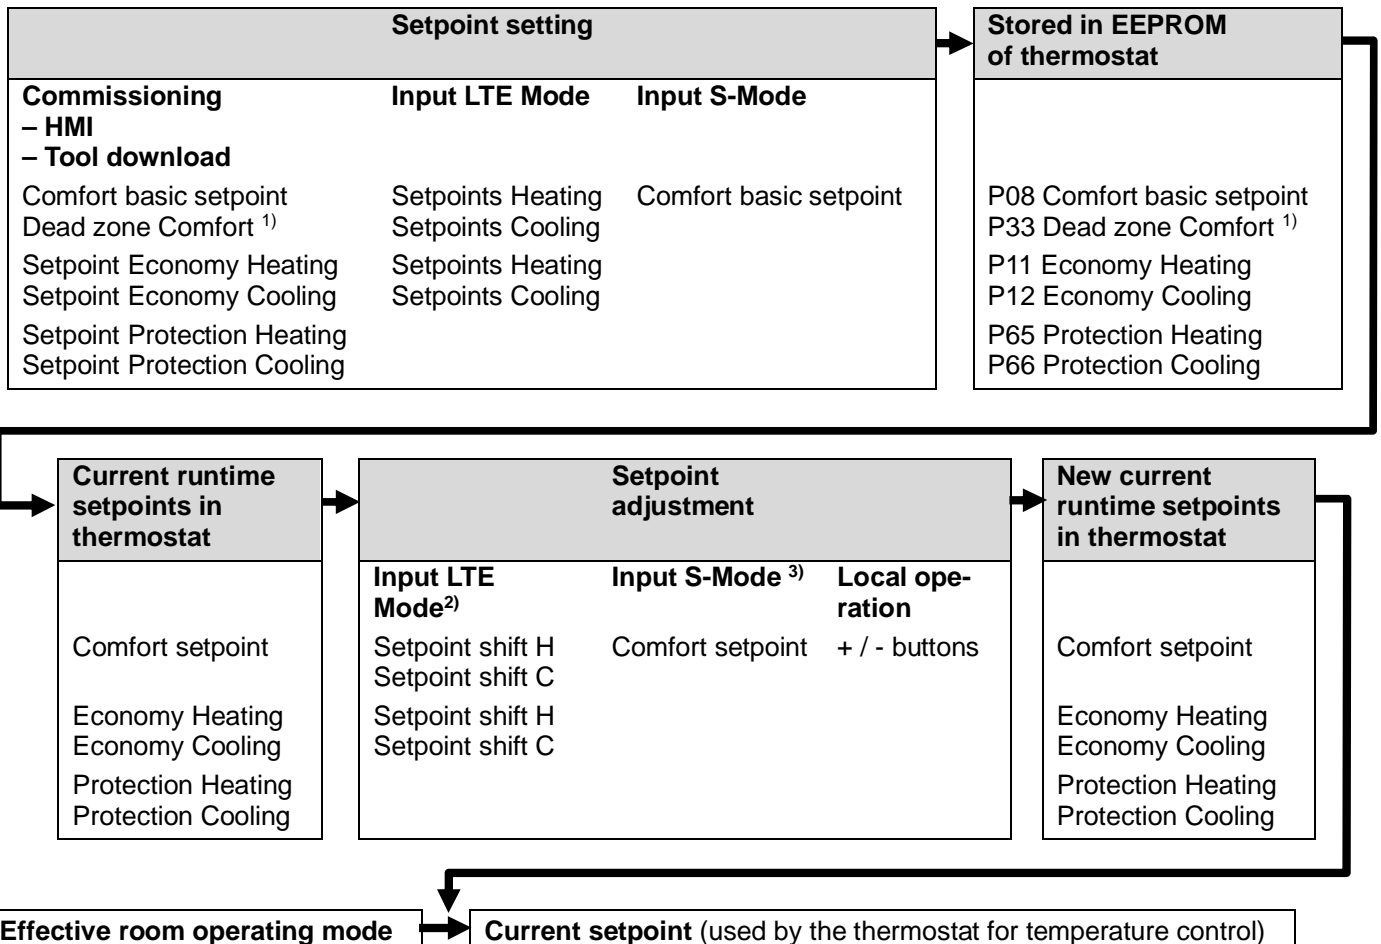 Setpoint setting
Stored in EEPROM
of thermostat
Commissioning
– HMI
– Tool download
Input LTE Mode
Input S-Mode
Comfort basic setpoint
Dead zone Comfort 1)
Setpoints Heating
Setpoints Cooling
Comfort basic setpoint
P08 Comfort basic setpoint
P33 Dead zone Comfort 1)
Setpoint Economy Heating
Setpoint Economy Cooling
Setpoints Heating
Setpoints Cooling
P11 Economy Heating
P12 Economy Cooling
Setpoint Protection Heating
Setpoint Protection Cooling
P65 Protection Heating
P66 Protection Cooling
Current runtime
setpoints in
thermostat
Setpoint
adjustment
New current
runtime setpoints
in thermostat
Input LTE
Mode2)
Input S-Mode 3)
Local ope-
ration
Comfort setpoint
Setpoint shift H
Setpoint shift C
Comfort setpoint
+ / - buttons
Comfort setpoint
Economy Heating
Economy Cooling
Setpoint shift H
Setpoint shift C
Economy Heating
Economy Cooling
Protection Heating
Protection Cooling
Protection Heating
Protection Cooling
Effective room operating mode
Current setpoint (used by the thermostat for temperature control)